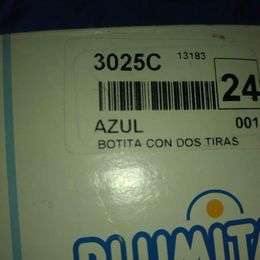 3025C 13183
24
AZUL 001
BOTITA CON DOS TIRAS